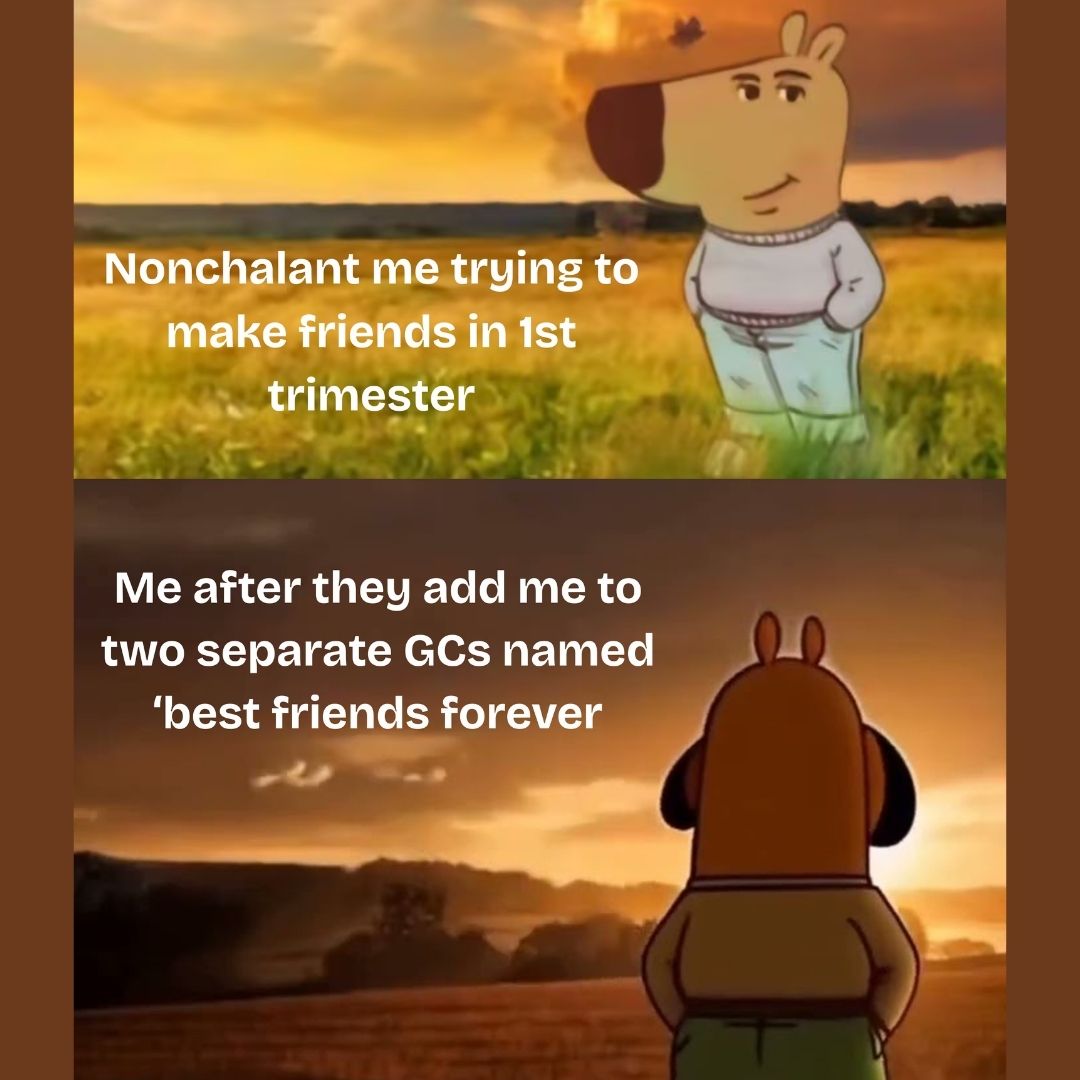 Nonchalant me trying to
make friends in 1st
trimester
Me after they add me to
two separate GCs named
‘best friends forever